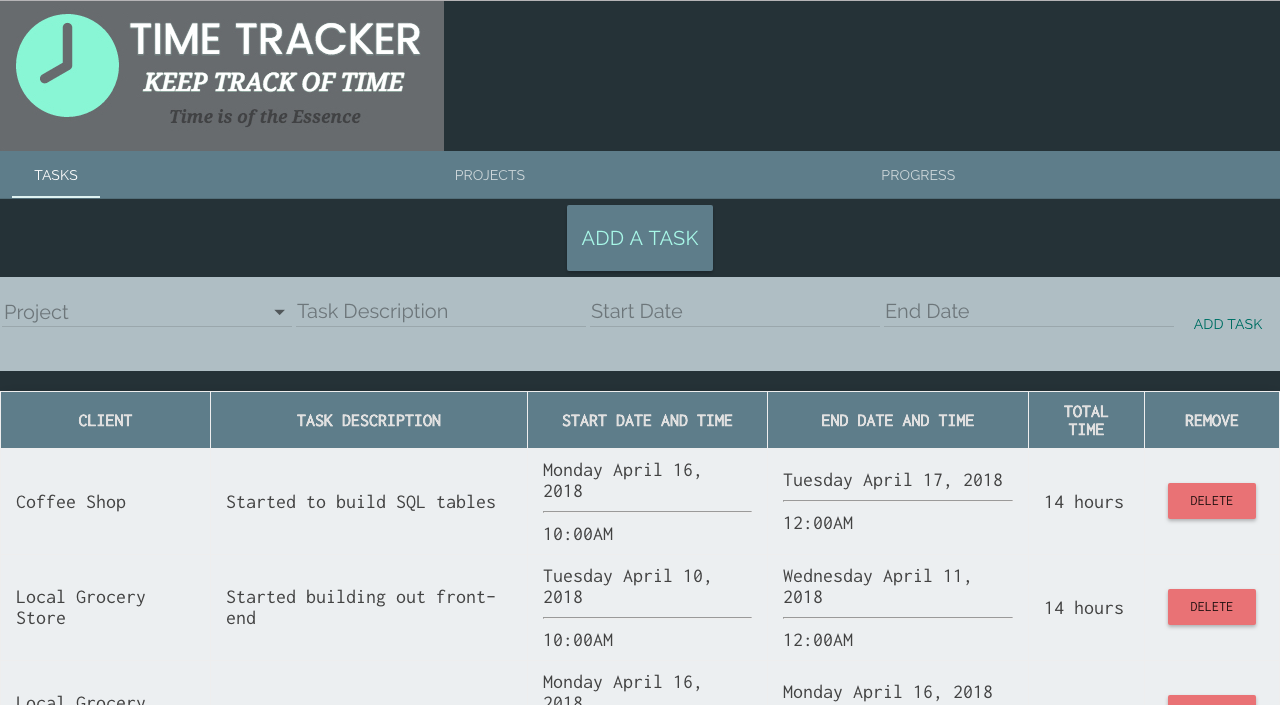 TIME TRACKER
KEEP TRACK OF TIME
Time is of the Essence
TASKS
PROJECTS
PROGRESS
ADD A TASK
Project
Task Description
Start Date
End Date
ADD TASK
CLIENT
TASK DESCRIPTION
START DATE AND TIME
END DATE AND TIME
TOTAL
TIME
REMOVE
Coffee Shop
Started to build SQL tables
Monday April 16,
2018
10:00AM
Tuesday April 17, 2018
12:00AM
14 hours
DELETE
Local Grocery
Store
Started building out front-
end
Tuesday April 10,
2018
10:00AM
Wednesday April 11,
2018
12:00AM
14 hours
DELETE
Local Grocery
Monday April 16,
2018
Monday April 16, 2018